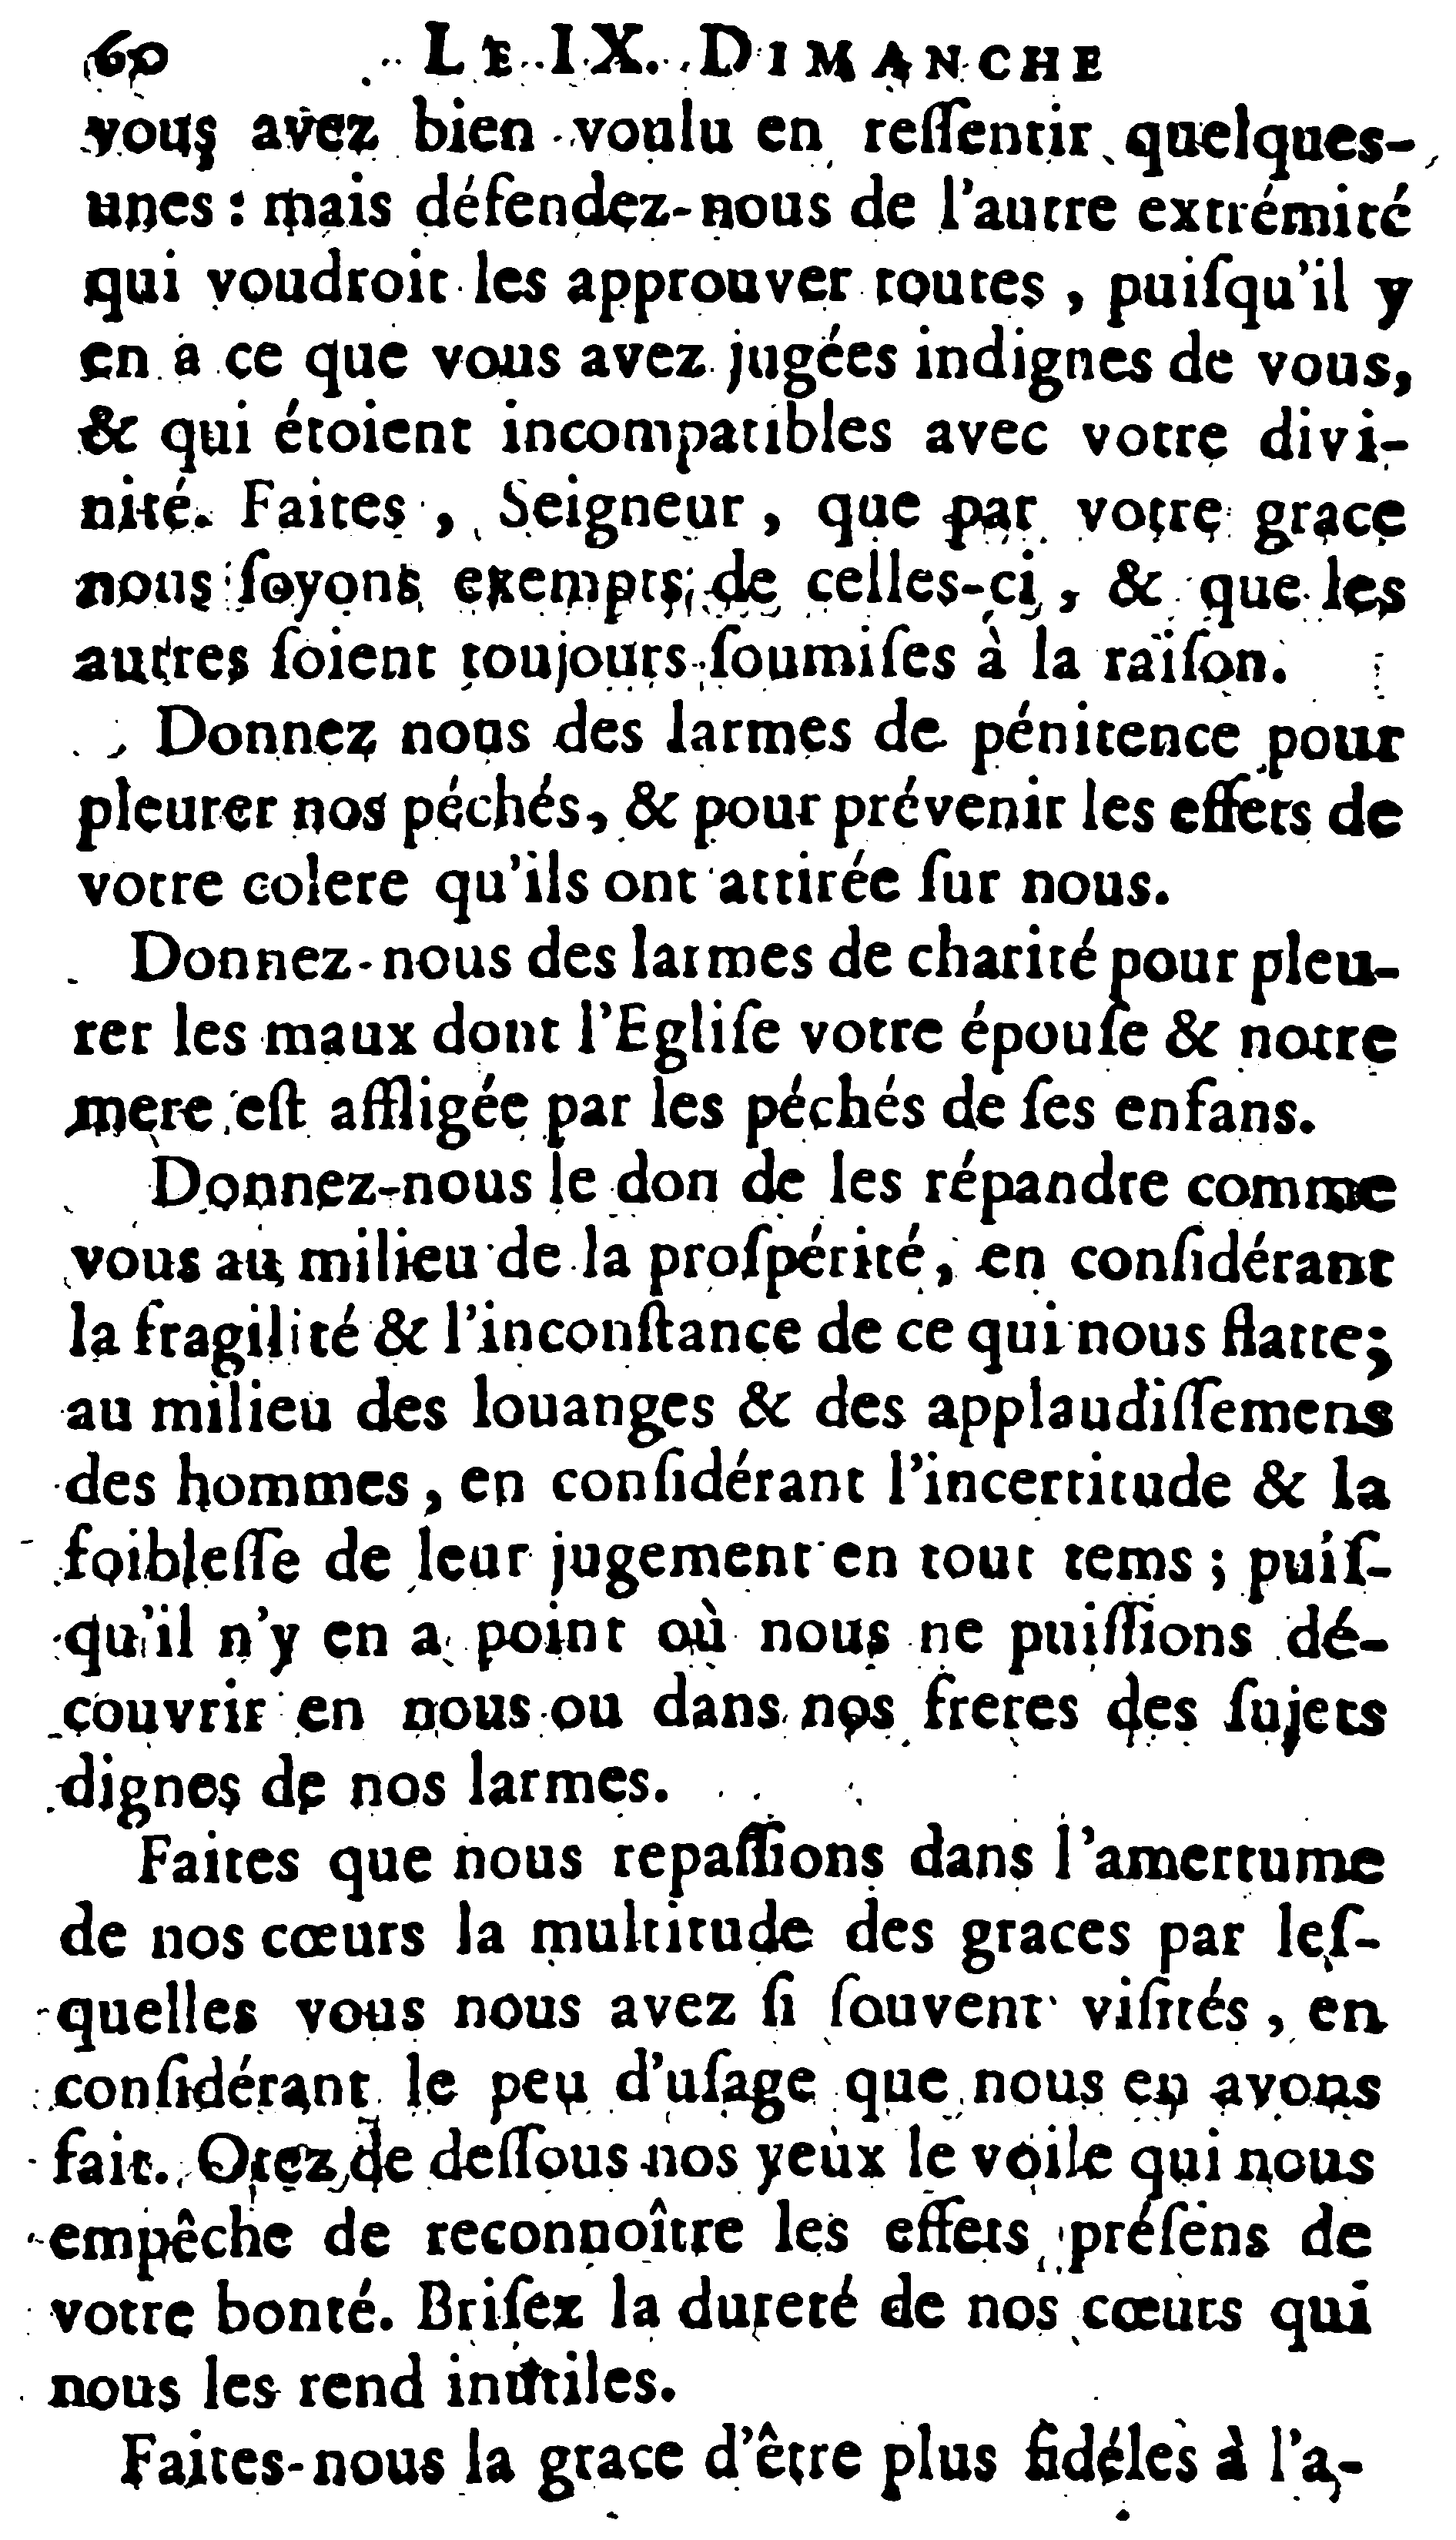 60 LE IX. DIMANCHE
vous avez bien voulu en reſſentir quelques-
unes : mais défendez-nous de l'autre extrémité
qui voudroit les approuver toutes , puiſqu'il y
en a ce que vous avez jugées indignes de vous,
& qui étoient incompatibles avec votre divi-
nité. Faites , Seigneur , que par votre grace
nous ſoyons exempts de celles-ci , & que les
autres ſoient toujours ſoumiſes à la raiſon.
Donnez nous des larmes de pénitence pour
pleurer nos péchés, & pour prévenir les effets de
votre colere qu'ils ont attirée ſur nous.
Donnez-nous des larmes de charité pour pleu-
rer les maux dont l'Egliſe votre épouſe & notre
mere eſt affligée par les péchés de ſes enfans.
Donnez-nous le don de les répandre comme
vous au milieu de la proſpérité, en conſidérant
la fragilité & l'inconſtance de ce qui nous flatte;
au milieu des louanges & des applaudiſſemens
des hommes, en conſidérant l'incertitude & la
foibleſſe de leur jugement en tout tems ; puiſ-
qu'il n'y en a point où nous ne puiſſions dé-
couvrir en nous ou dans nos freres des ſujets
dignes de nos larmes.
Faites que nous repaſſions dans l'amertume
de nos cœurs la multitude des graces par leſ-
quelles vous nous avez ſi ſouvent viſités , en
conſidérant le peu d'uſage que nous en avons
fait. Otez de deſſous nos yeux le voile qui nous
empêche de reconnoître les effets préſens de
votre bonté. Briſez la dureté de nos cœurs qui
nous les rend inutiles.
Faites-nous la grace d'être plus fidéles à l'a-